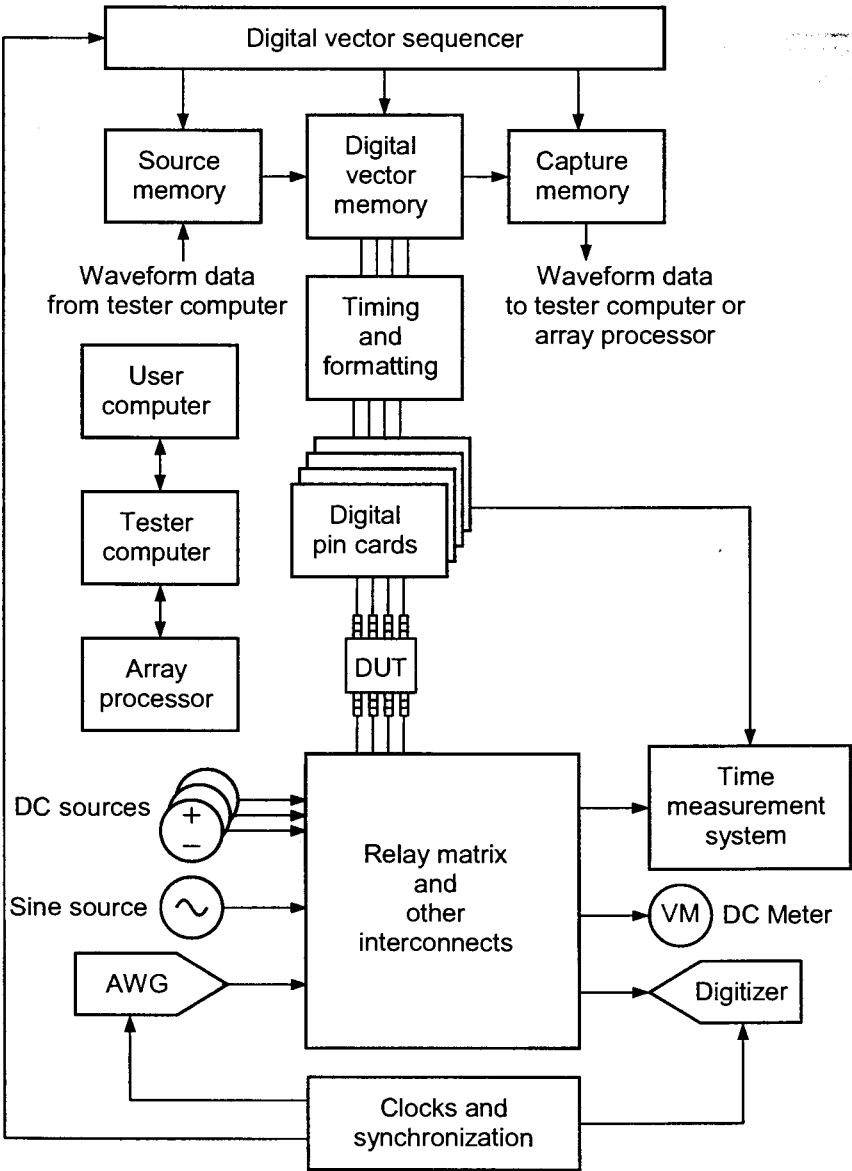 Digital vector sequencer
Source
memory
Digital
vector
memory
Capture
memory
Waveform data
from tester computer
Waveform data
to tester computer or
array processor
Timing
and
formatting
User
computer
Tester
computer
Array
processor
Digital
pin cards
DUT
DC sources
+
−
Sine source
AWG
Relay matrix
and
other
interconnects
Time
measurement
system
VM
DC Meter
Digitizer
Clocks and
synchronization